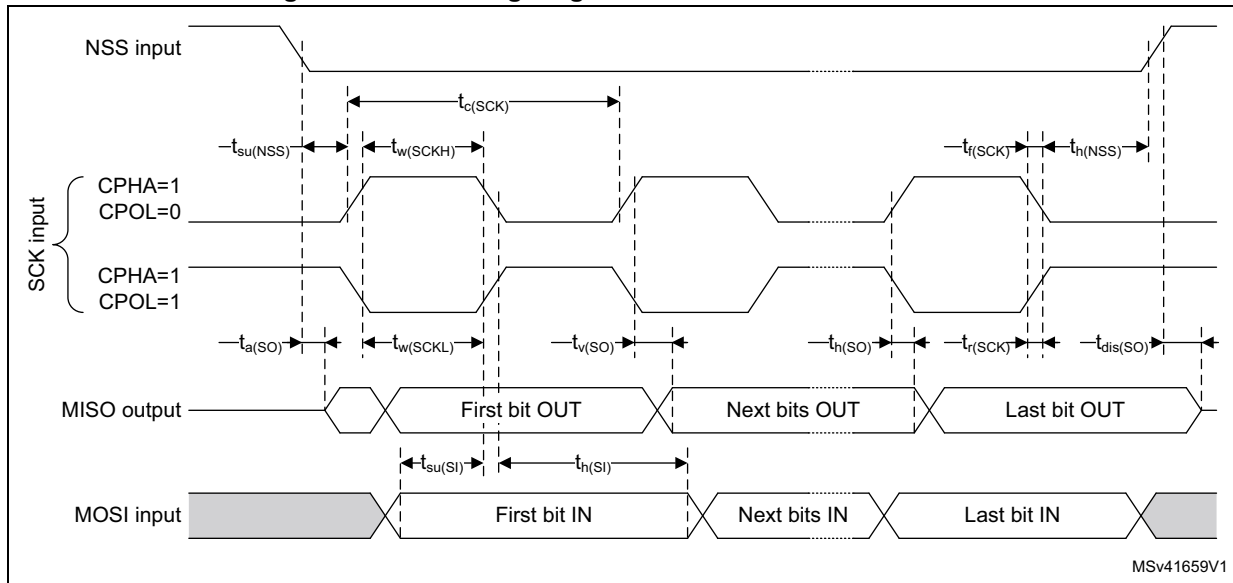 NSS input
tc(SCK)
tsu(NSS)
tw(SCKH)
tf(SCK)
th(NSS)
SCK input
CPHA=1
CPOL=0
CPHA=1
CPOL=1
ta(SO)
tw(SCKL)
tv(SO)
th(SO)
tr(SCK)
tdis(SO)
MISO output
First bit OUT
Next bits OUT
Last bit OUT
tsu(SI)
th(SI)
MOSI input
First bit IN
Next bits IN
Last bit IN
MSv41659V1